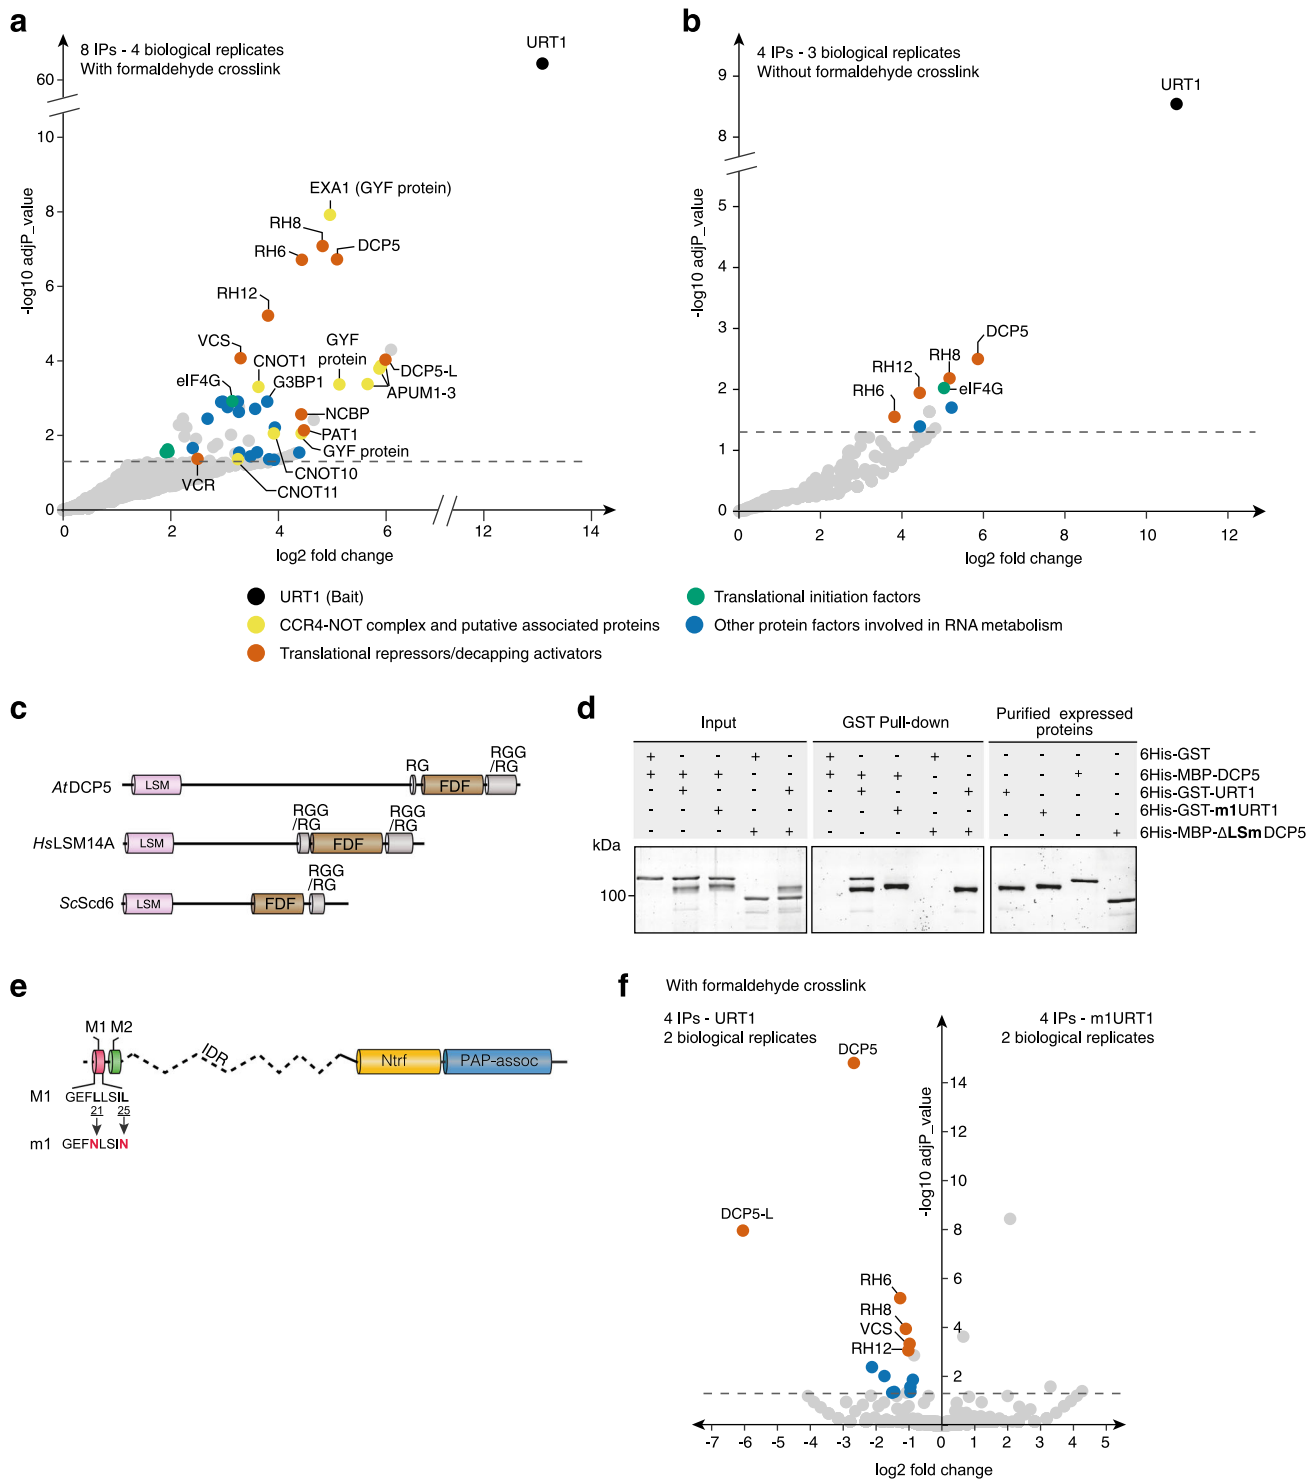 a
8 IPs - 4 biological replicates
With formaldehyde crosslink
URT1
60
10
8
6
4
2
0
-log10 adjP_value
EXA1 (GYF protein)
RH8
RH6
DCP5
RH12
VCS
CNOT1
GYF
protein
DCP5-L
APUM1-3
eIF4G
G3BP1
NCBP
PAT1
GYF protein
CNOT10
CNOT11
VCR
0 2 4 6 12 14
log2 fold change
b
4 IPs - 3 biological replicates
Without formaldehyde crosslink
URT1
9
8
5
4
3
2
1
0
-log10 adjP_value
DCP5
RH8
RH12
eIF4G
RH6
0 2 4 6 8 10 12
log2 fold change
URT1 (Bait)
CCR4-NOT complex and putative associated proteins
Translational repressors/decapping activators
Translational initiation factors
Other protein factors involved in RNA metabolism
c
AtDCP5 LSM RG FDF RGG
/RG
HsLSM14A LSM RGG
/RG FDF RGG
/RG
ScScd6 LSM FDF RGG
/RG
d
Input GST Pull-down Purified expressed
proteins
+ - - + - + - - + - - - - - 6His-GST
+ + + - - + + + - - - - + - 6His-MBP-DCP5
- + - - + - + - - + + - - - 6His-GST-URT1
- - + - - - - + - - - + - - 6His-GST-m1URT1
- - - + + - - - + + - - - + 6His-MBP-ΔLSmDCP5
kDa
100
e
M1 M2
IDR
Ntrf PAP-assoc
M1 GEFLLSIL
21 25
m1 GEFNLSIN
f
With formaldehyde crosslink
4 IPs - URT1
2 biological replicates
4 IPs - m1URT1
2 biological replicates
DCP5
DCP5-L
RH6
RH8
VCS
RH12
14
12
10
8
6
4
2
0
-log10 adjP_value
-7 -6 -5 -4 -3 -2 -1 0 1 2 3 4 5
log2 fold change